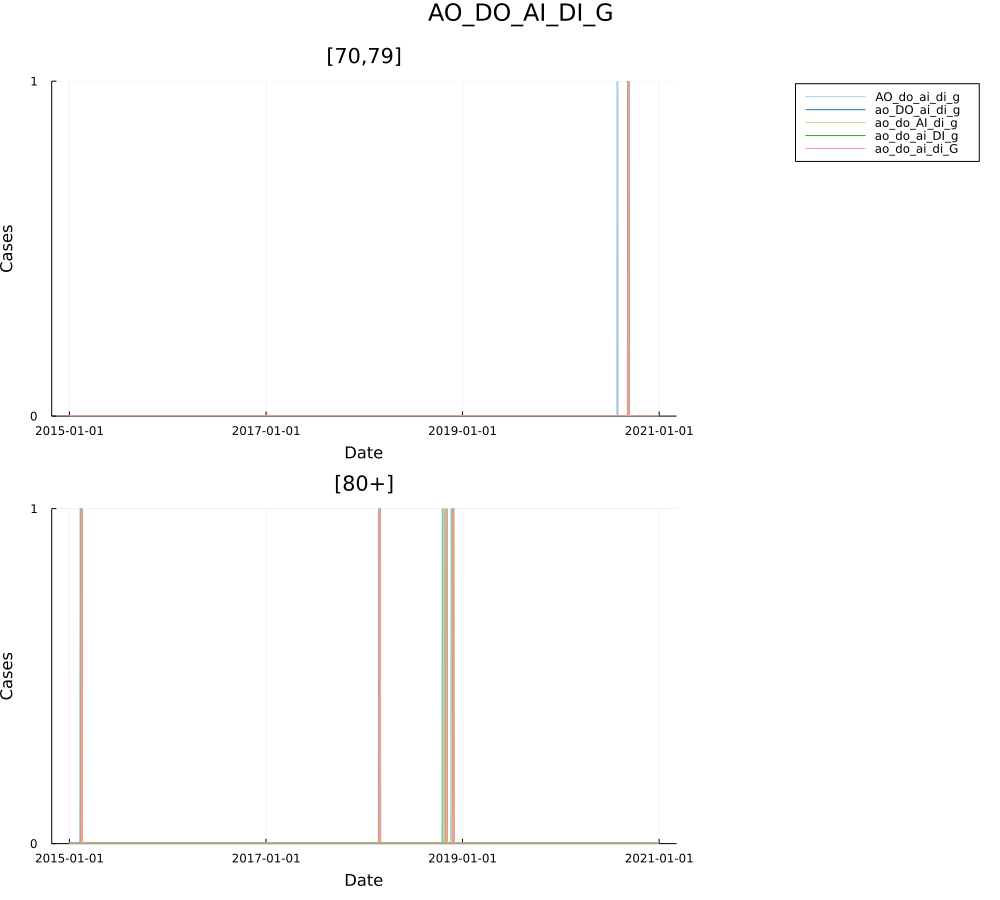 AO_DO_AI_DI_G
[70,79]
1
Cases
0
2015-01-01 2017-01-01 2019-01-01 2021-01-01
Date
AO_do_ai_di_g
ao_DO_ai_di_g
ao_do_AI_di_g
ao_do_ai_DI_g
ao_do_ai_di_G
[80+]
1
Cases
0
2015-01-01 2017-01-01 2019-01-01 2021-01-01
Date